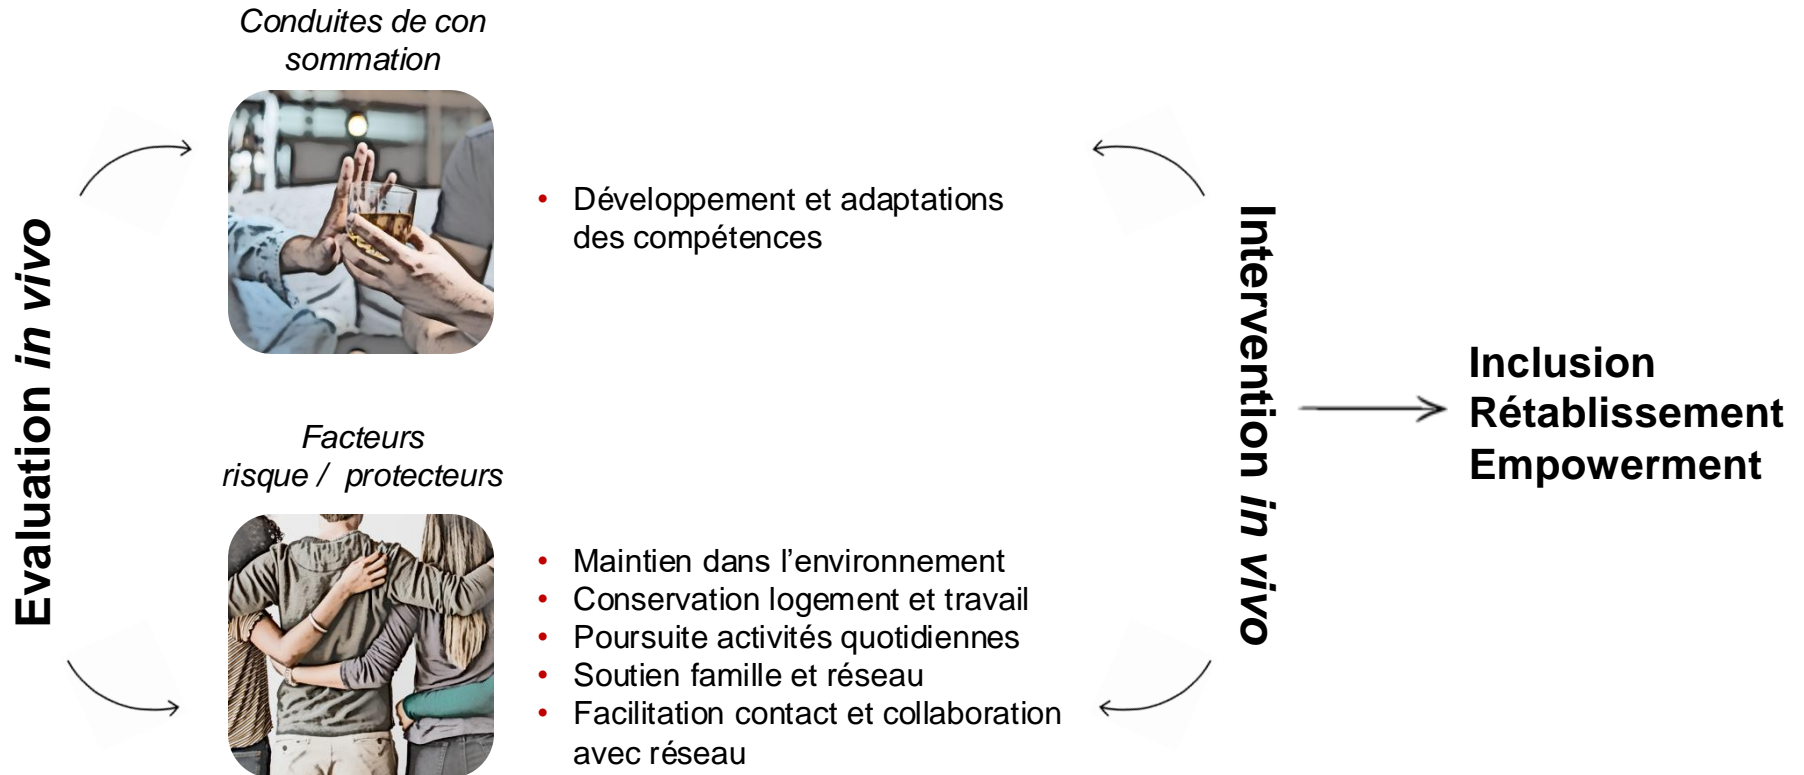 Evaluation in vivo
Conduites de con
sommation
• Développement et adaptations
des compétences
Facteurs
risque / protecteurs
• Maintien dans l’environnement
• Conservation logement et travail
• Poursuite activités quotidiennes
• Soutien famille et réseau
• Facilitation contact et collaboration
avec réseau
Intervention in vivo
Inclusion
Rétablissement
Empowerment